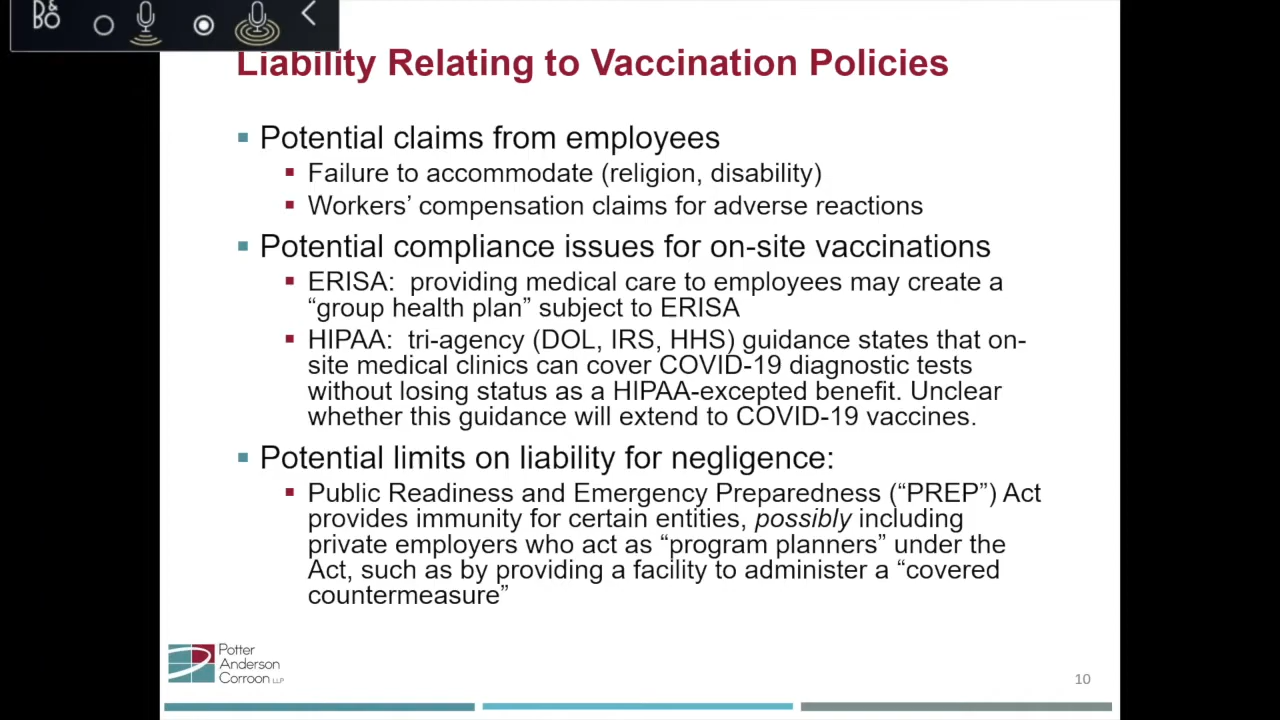 B&O
Liability Relating to Vaccination Policies
Potential claims from employees
Failure to accommodate (religion, disability)
Workers’ compensation claims for adverse reactions
Potential compliance issues for on-site vaccinations
ERISA:  providing medical care to employees may create a
“group health plan” subject to ERISA
HIPAA:  tri-agency (DOL, IRS, HHS) guidance states that on-
site medical clinics can cover COVID-19 diagnostic tests
without losing status as a HIPAA-excepted benefit. Unclear
whether this guidance will extend to COVID-19 vaccines.
Potential limits on liability for negligence:
Public Readiness and Emergency Preparedness (“PREP”) Act
provides immunity for certain entities, possibly including
private employers who act as “program planners” under the
Act, such as by providing a facility to administer a “covered
countermeasure”
Potter
Anderson
Corroon LLP
10